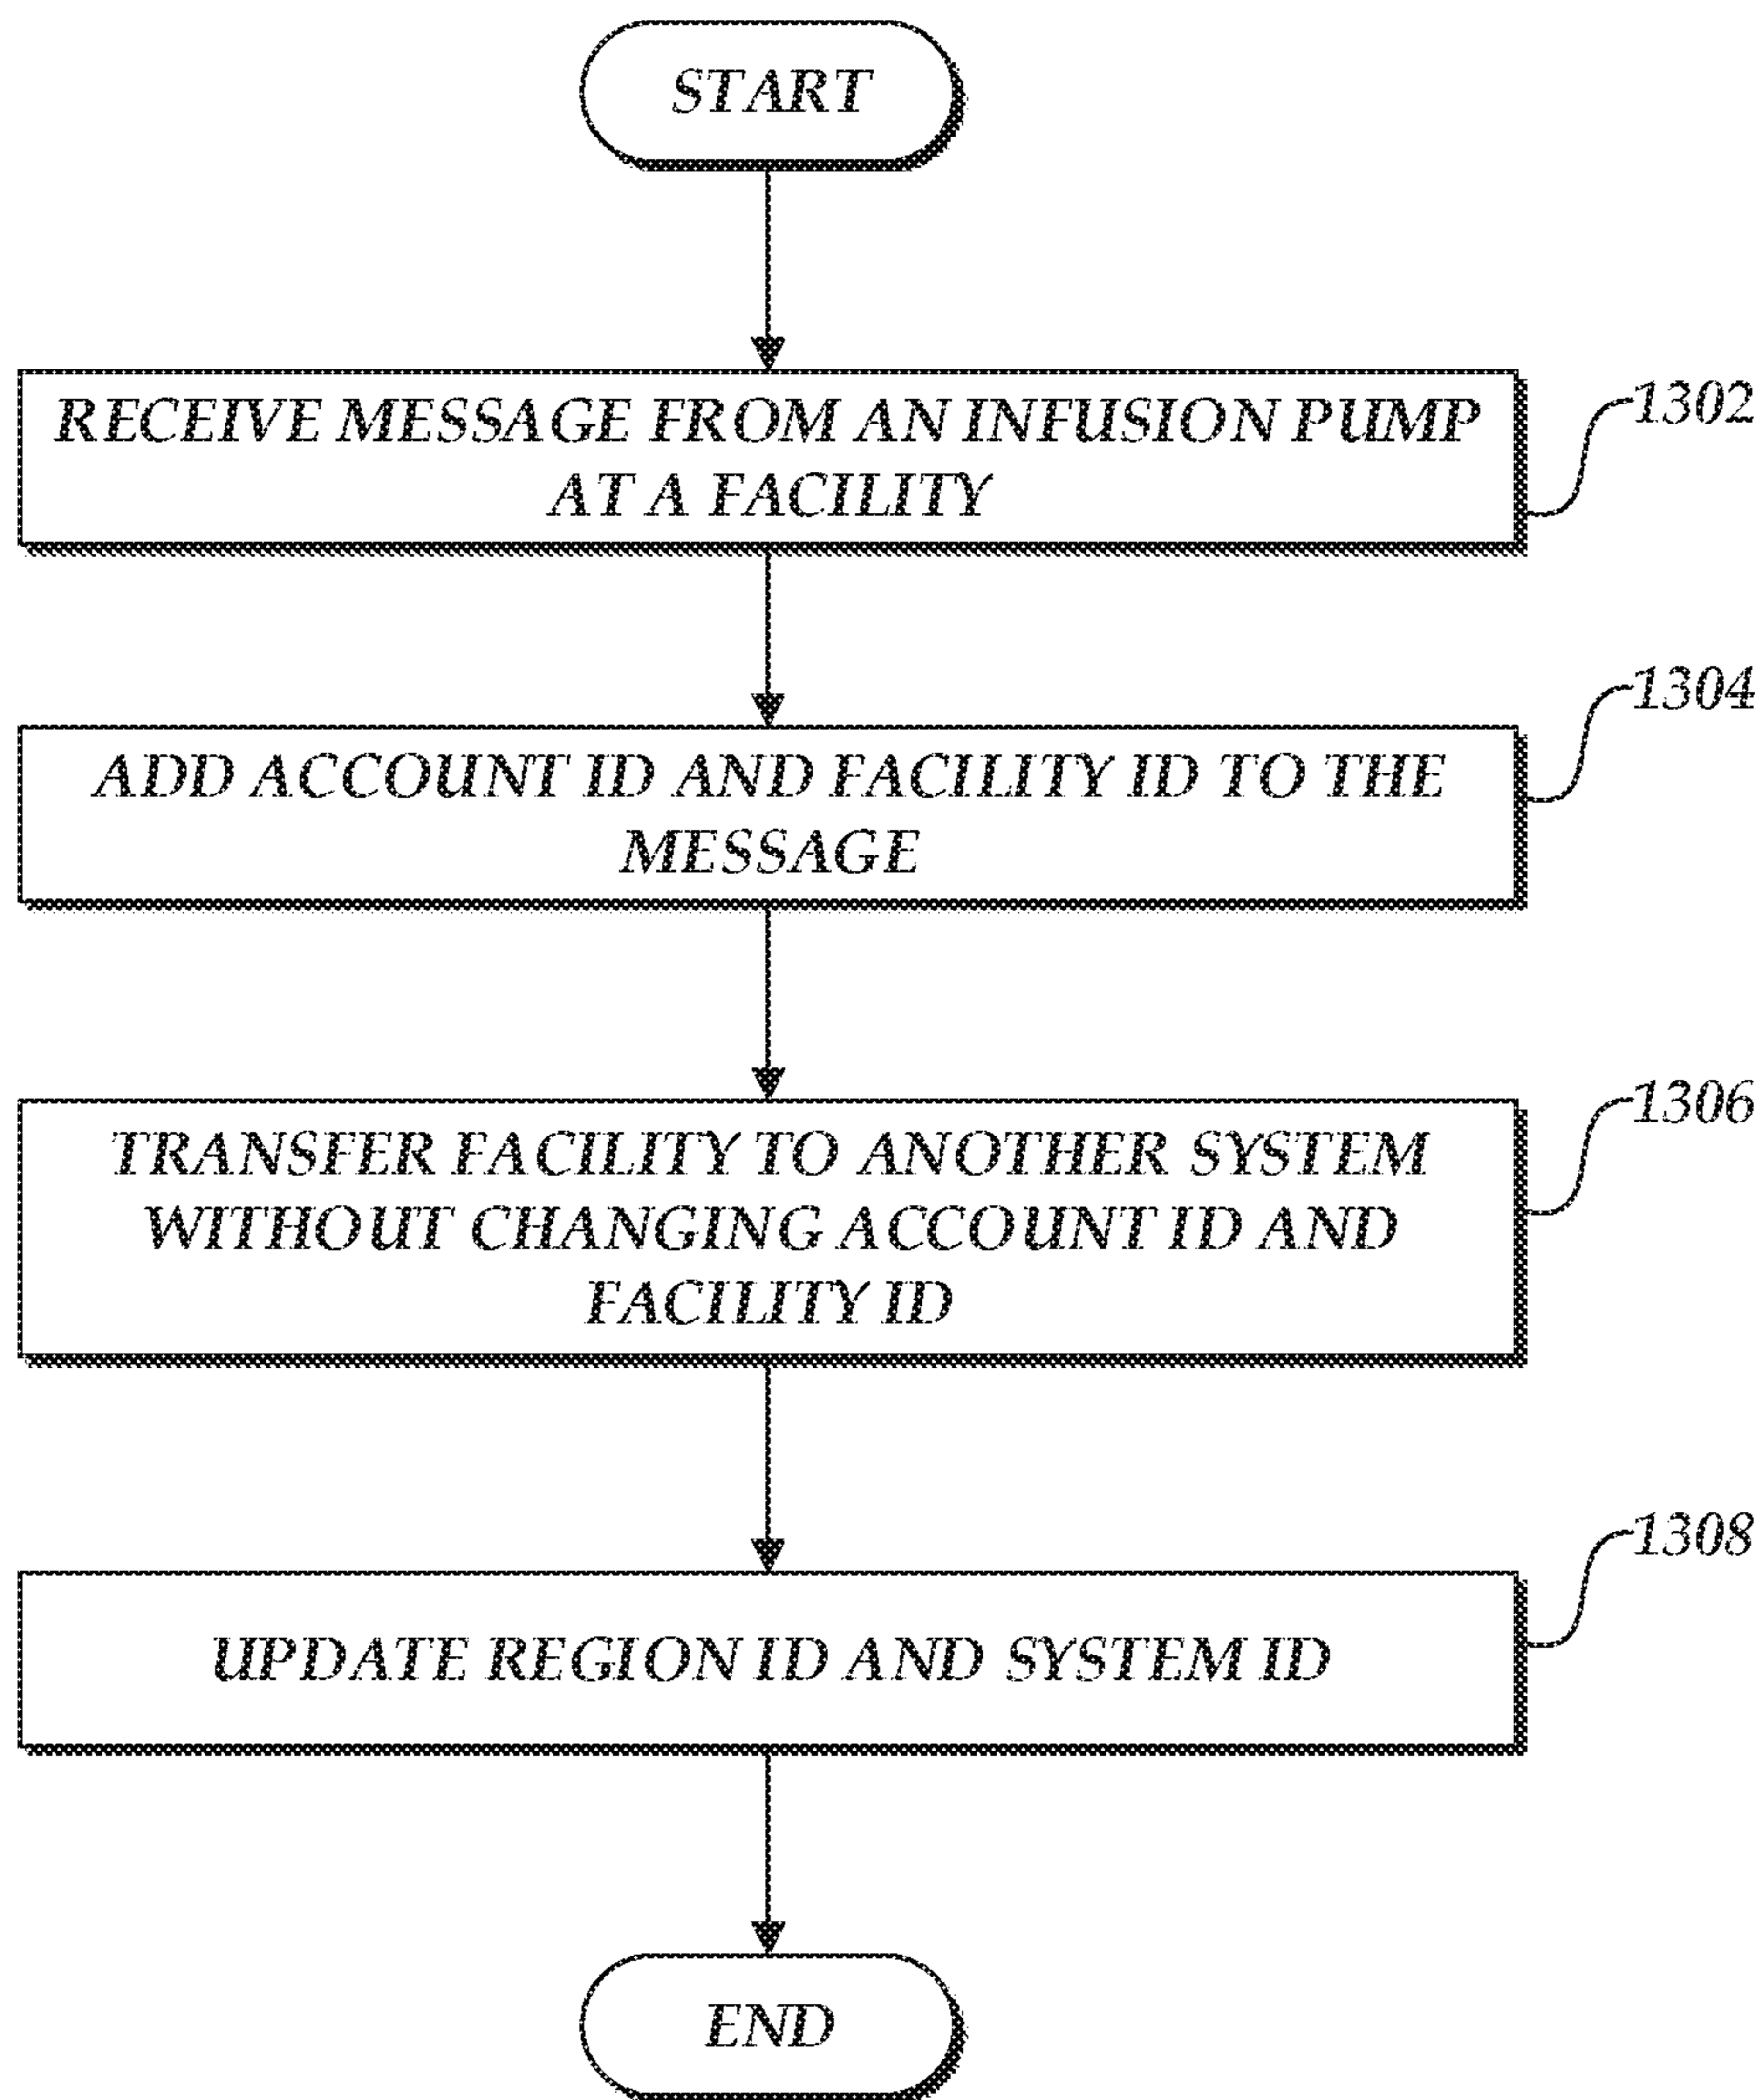 START
RECEIVE MESSAGE FROM AN INFUSION PUMP
AT A FACILITY
1302
ADD ACCOUNT ID AND FACILITY ID TO THE
MESSAGE
1304
TRANSFER FACILITY TO ANOTHER SYSTEM
WITHOUT CHANGING ACCOUNT ID AND
FACILITY ID
1306
UPDATE REGION ID AND SYSTEM ID
1308
END